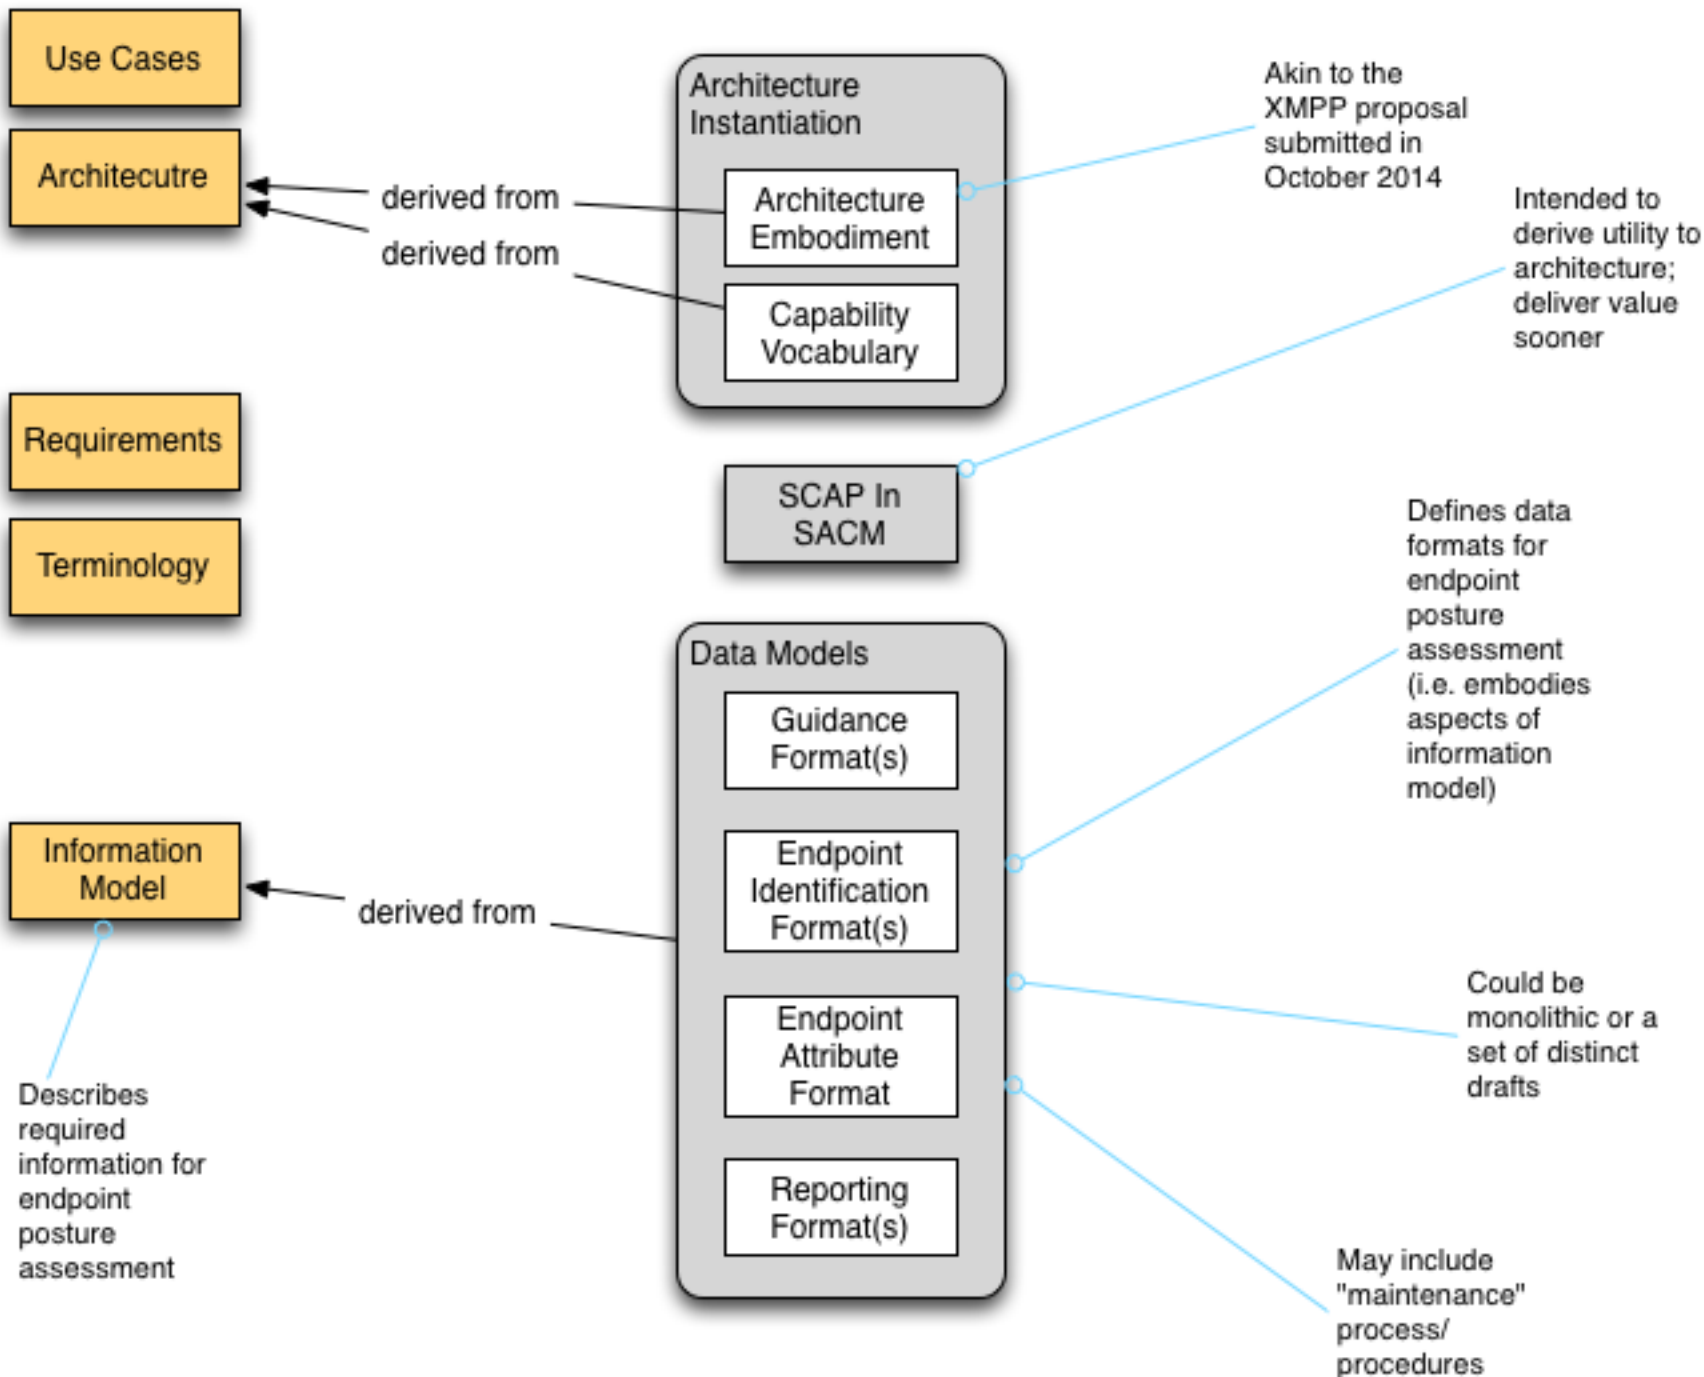 Use Cases
Architecutre
derived from
derived from
Architecture
Instantiation
Architecture
Embodiment
Capability
Vocabulary
Akin to the
XMPP proposal
submitted in
October 2014
Intended to
derive utility to
architecture;
deliver value
sooner
Requirements
Terminology
SCAP In
SACM
Data Models
Guidance
Format(s)
Endpoint
Identification
Format(s)
Endpoint
Attribute
Format
Reporting
Format(s)
Defines data
formats for
endpoint
posture
assessment
(i.e. embodies
aspects of
information
model)
Information
Model
derived from
Describes
required
information for
endpoint
posture
assessment
Could be
monolithic or a
set of distinct
drafts
May include
"maintenance"
process/
procedures